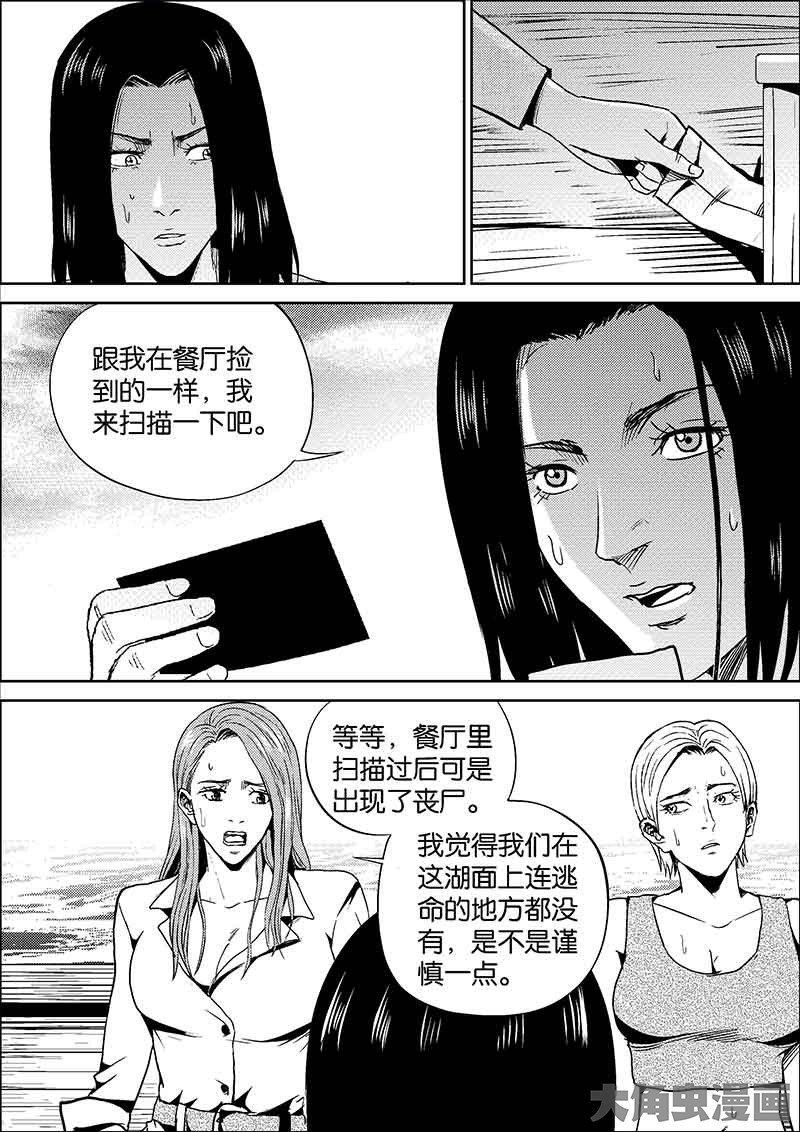 跟我在餐厅捡
到的一样，我
来扫描一下吧。
等等，餐厅里
扫描过后可是
出现了丧尸。
我觉得我们在
这湖面上连逃
命的地方都没
有，是不是谨
慎一点。
大角虫漫画